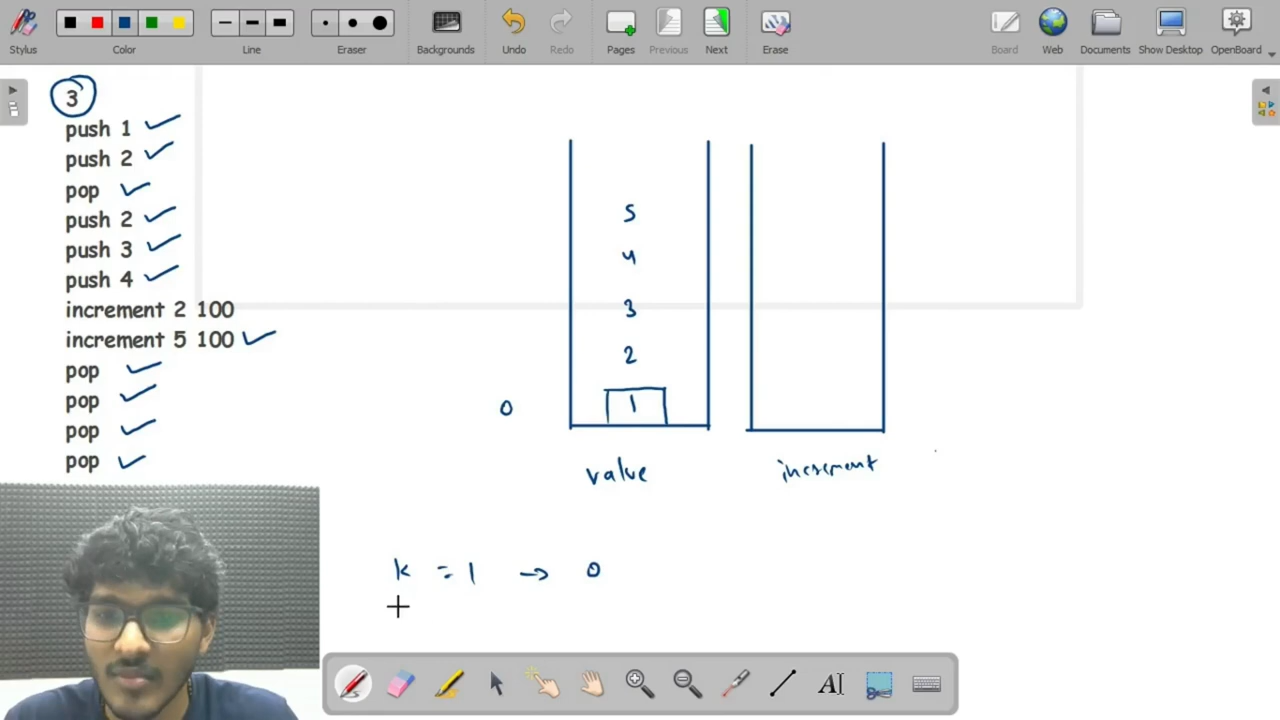 Stylus
Color
Line
Eraser
Backgrounds
Undo
Redo
Pages
Previous
Next
Erase
Board
Web
Documents
Show Desktop
OpenBoard
3
push 1
push 2
pop
push 2
push 3
push 4
increment 2 100
increment 5 100
pop
pop
pop
pop
5
4
3
2
0 1
value increment
k = 1 → 0